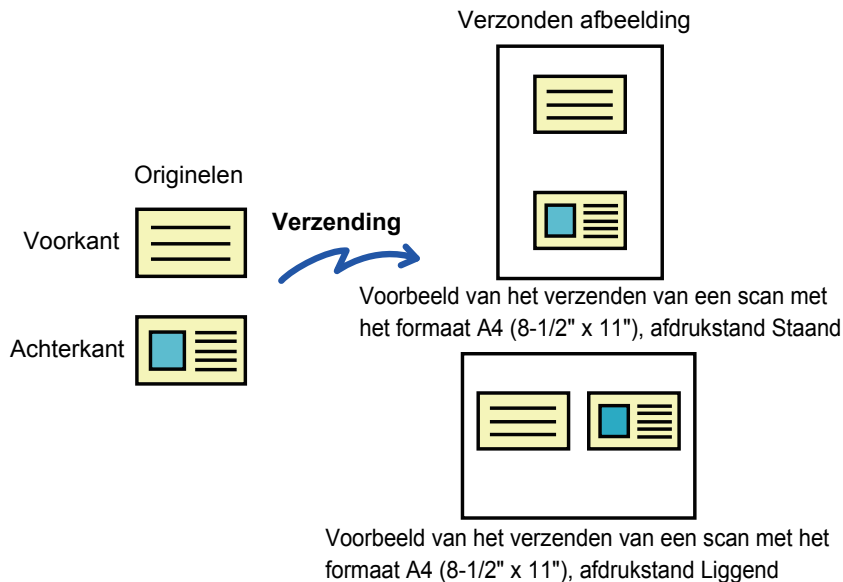 Verzonden afbeelding
Originelen
Voorkant
Verzending
Achterkant
Voorbeeld van het verzenden van een scan met
het formaat A4 (8-1/2" x 11"), afdrukstand Staand
Voorbeeld van het verzenden van een scan met het
formaat A4 (8-1/2" x 11"), afdrukstand Liggend